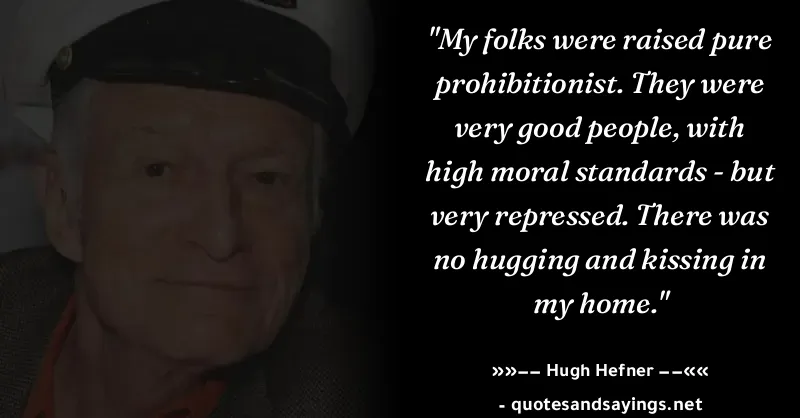 "My folks were raised pure
prohibitionist. They were
very good people, with
high moral standards - but
very repressed. There was
no hugging and kissing in
my home."
»»−− Hugh Hefner −−««
- quotesandsayings.net